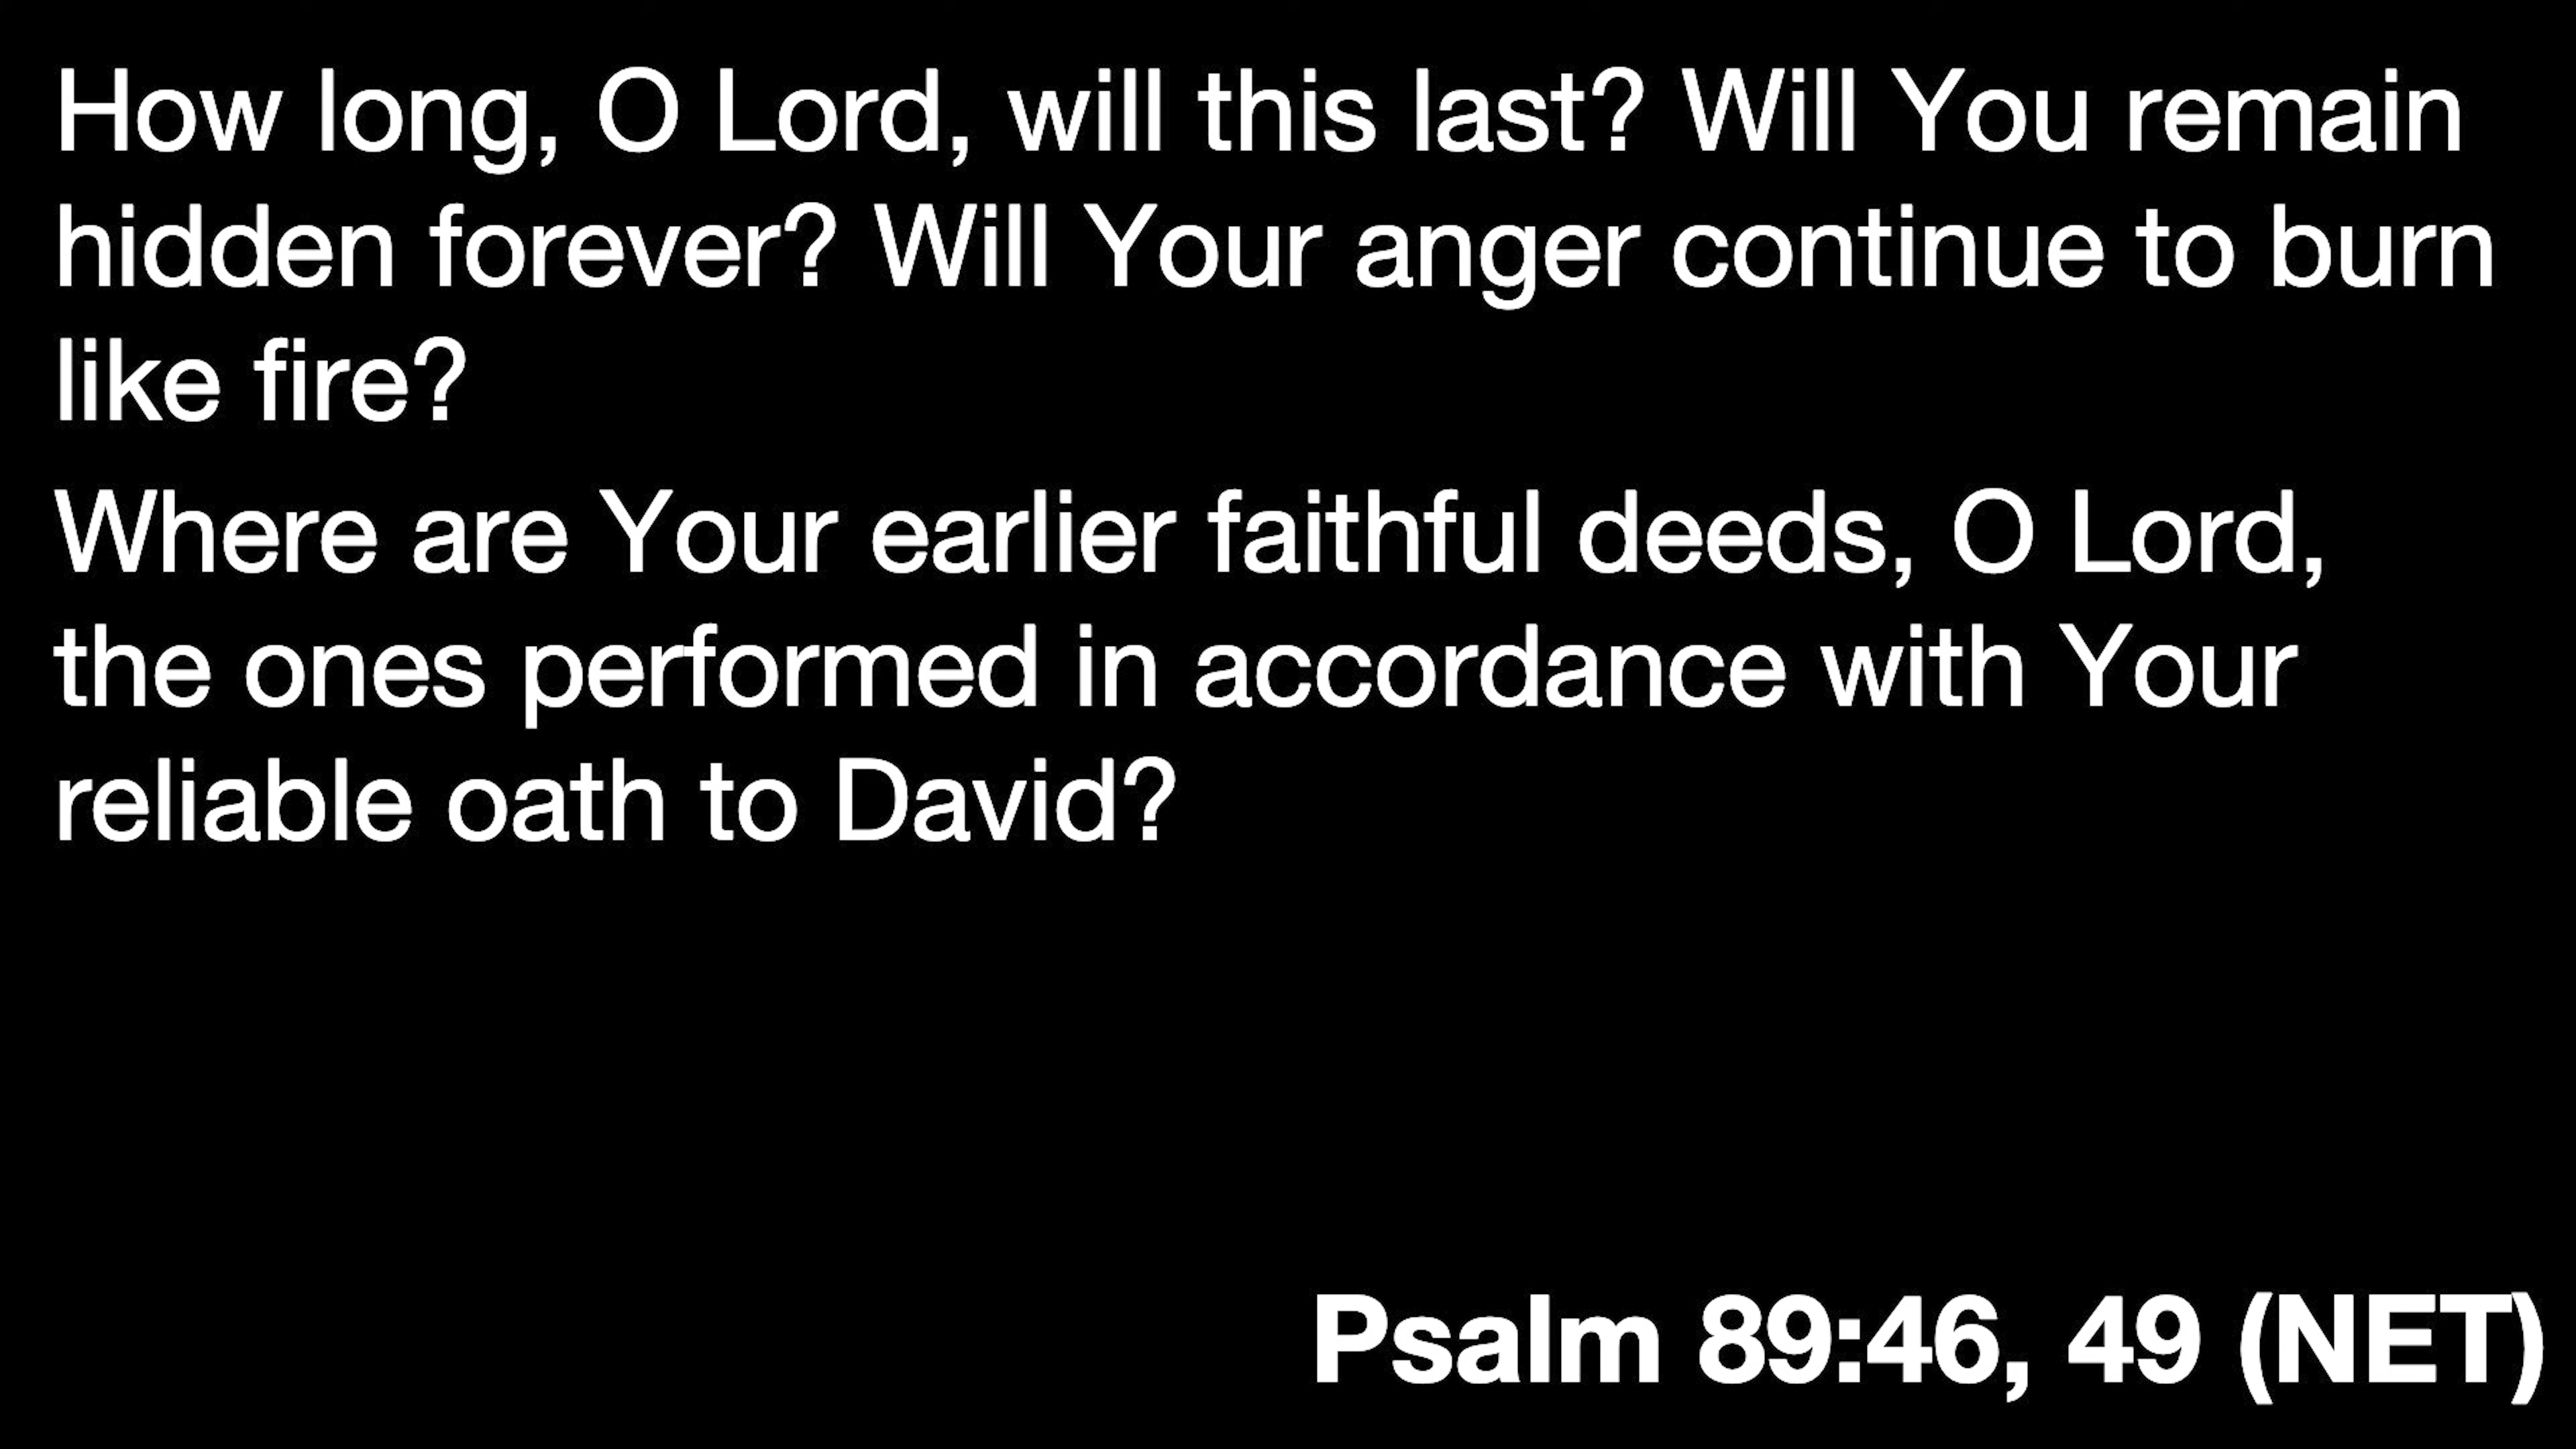 How long, O Lord, will this last? Will You remain
hidden forever? Will Your anger continue to burn
like fire?
Where are Your earlier faithful deeds, O Lord,
the ones performed in accordance with Your
reliable oath to David?
Psalm 89:46, 49 (NET)